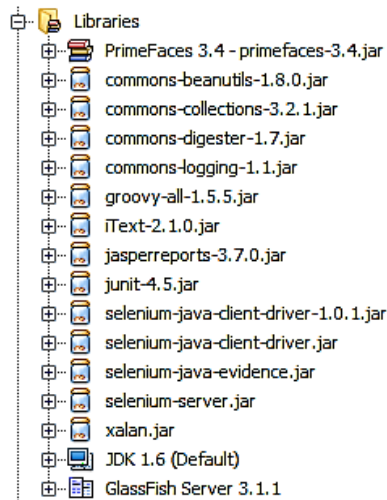 Libraries
PrimeFaces 3.4 - primefaces-3.4.jar
commons-beanutils-1.8.0.jar
commons-collections-3.2.1.jar
commons-digester-1.7.jar
commons-logging-1.1.jar
groovy-all-1.5.5.jar
iText-2.1.0.jar
jasperreports-3.7.0.jar
junit-4.5.jar
selenium-java-client-driver-1.0.1.jar
selenium-java-client-driver.jar
selenium-java-evidence.jar
selenium-server.jar
xalan.jar
JDK 1.6 (Default)
GlassFish Server 3.1.1